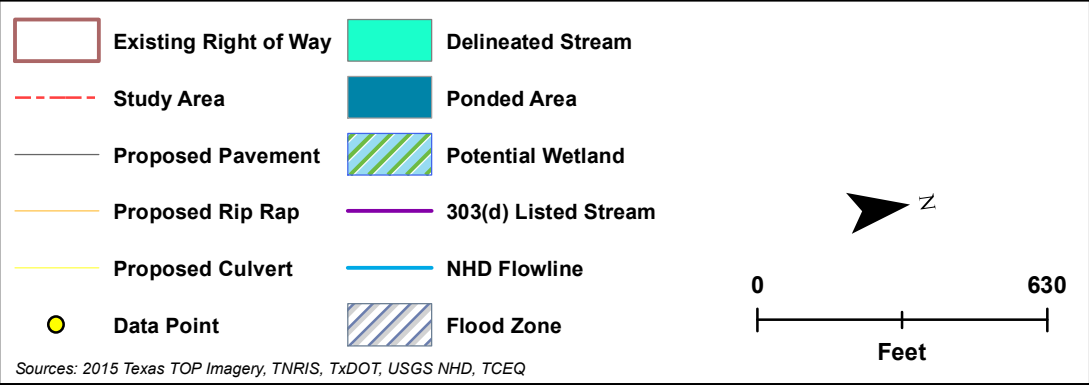 Existing Right of Way
Study Area
Proposed Pavement
Proposed Rip Rap
Proposed Culvert
Data Point
Delineated Stream
Ponded Area
Potential Wetland
303(d) Listed Stream
NHD Flowline
Flood Zone
N
0 630
Feet
Sources: 2015 Texas TOP Imagery, TNRIS, TxDOT, USGS NHD, TCEQ